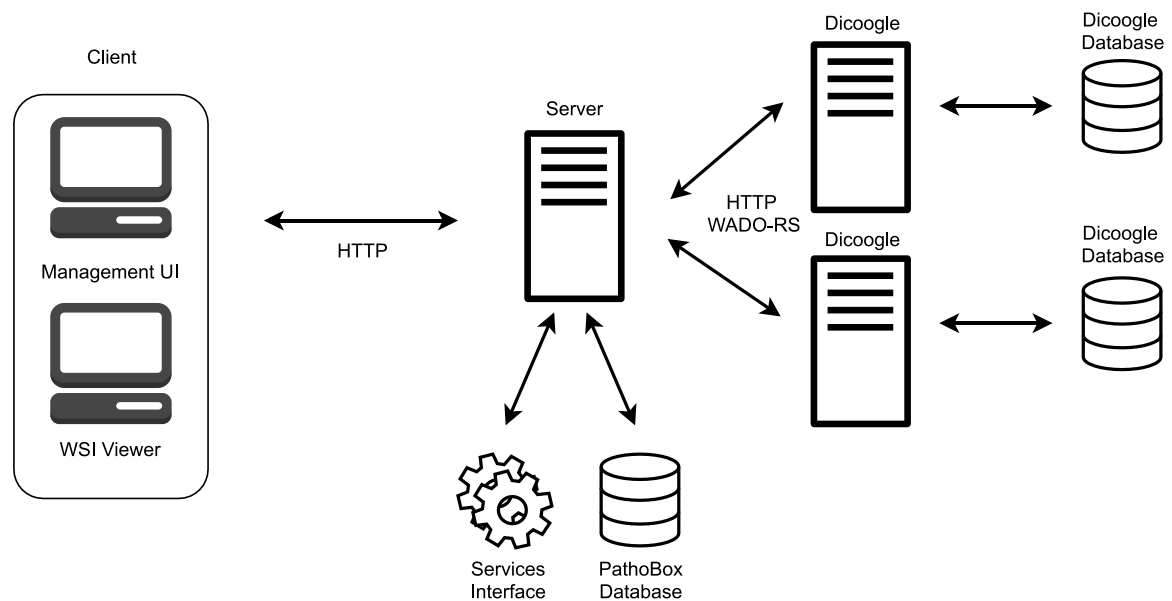 Client
Management UI
WSI Viewer
HTTP
Server
Services
Interface
PathoBox
Database
HTTP
WADO-RS
Dicoogle
Dicoogle
Database
Dicoogle
Dicoogle
Database